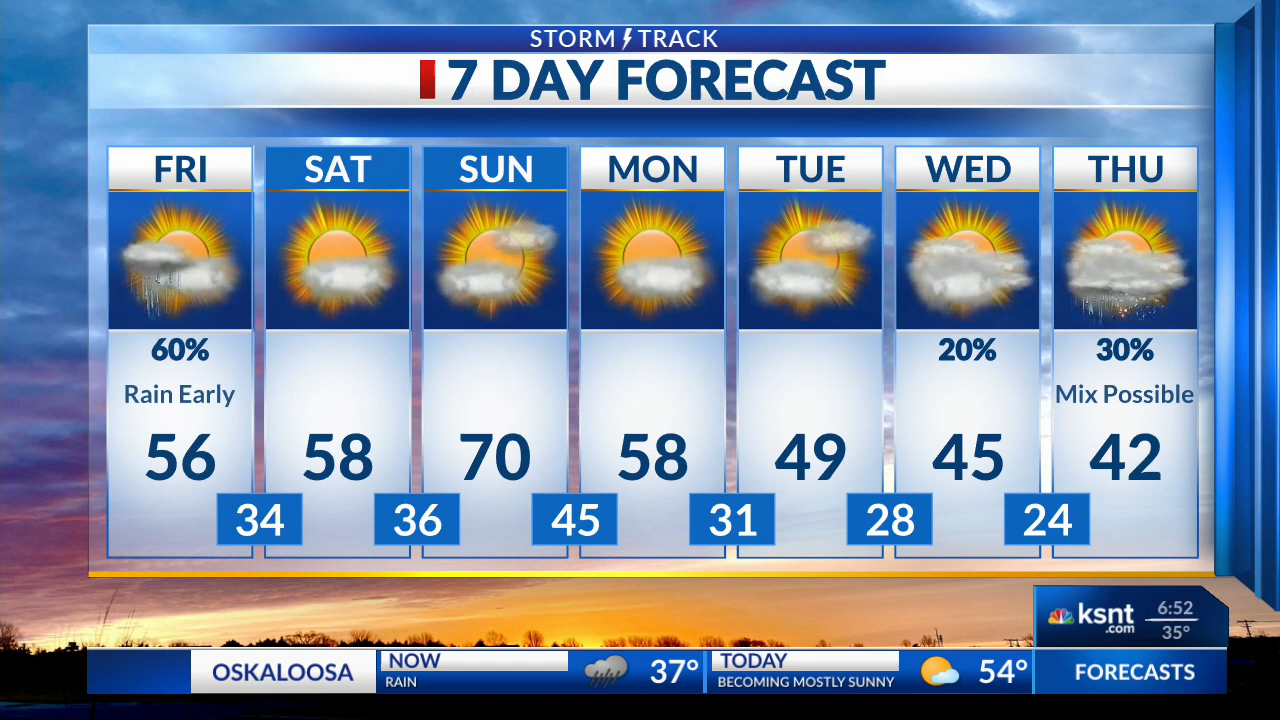 STORM TRACK
7 DAY FORECAST
FRI SAT SUN MON TUE WED THU
60% 20% 30%
Rain Early Mix Possible
56 58 70 58 49 45 42
34 36 45 31 28 24
ksnt .com 6:52
35°
OSKALOOSA
NOW
RAIN
37°
TODAY
BECOMING MOSTLY SUNNY
54°
FORECASTS